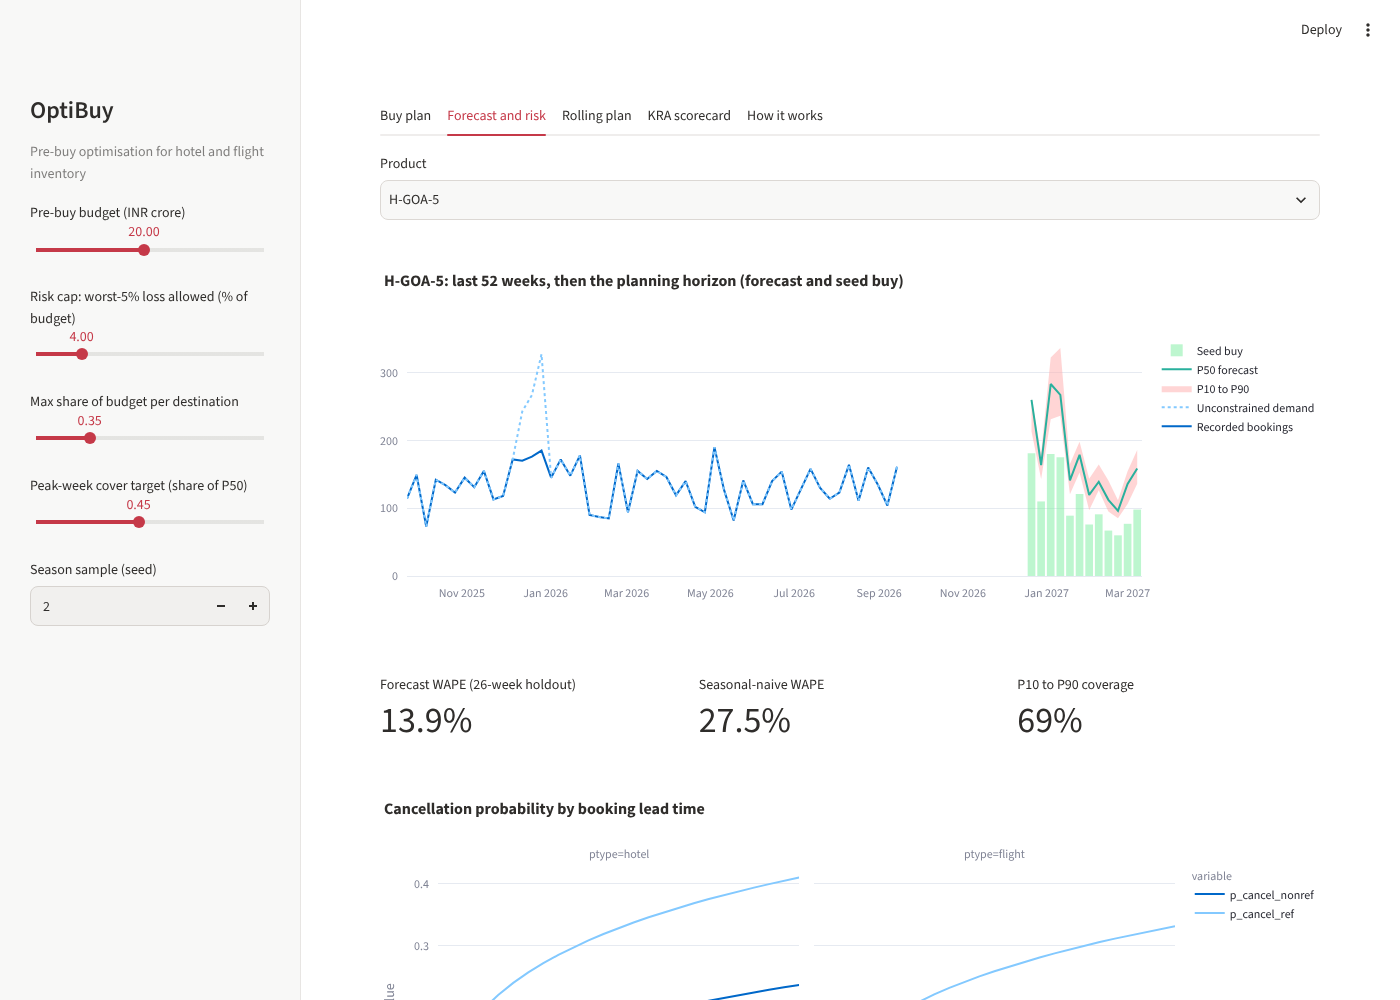 Deploy
OptiBuy
Pre-buy optimisation for hotel and flight
inventory
Pre-buy budget (INR crore)
20.00
Risk cap: worst-5% loss allowed (% of
budget)
4.00
Max share of budget per destination
0.35
Peak-week cover target (share of P50)
0.45
Season sample (seed)
2
Buy plan
Forecast and risk
Rolling plan
KRA scorecard
How it works
Product
H-GOA-5
H-GOA-5: last 52 weeks, then the planning horizon (forecast and seed buy)
300
200
100
0
Nov 2025
Jan 2026
Mar 2026
May 2026
Jul 2026
Sep 2026
Nov 2026
Jan 2027
Mar 2027
Seed buy
P50 forecast
P10 to P90
Unconstrained demand
Recorded bookings
Forecast WAPE (26-week holdout)
13.9%
Seasonal-naive WAPE
27.5%
P10 to P90 coverage
69%
Cancellation probability by booking lead time
ptype=hotel
ptype=flight
0.4
0.3
variable
p_cancel_nonref
p_cancel_ref